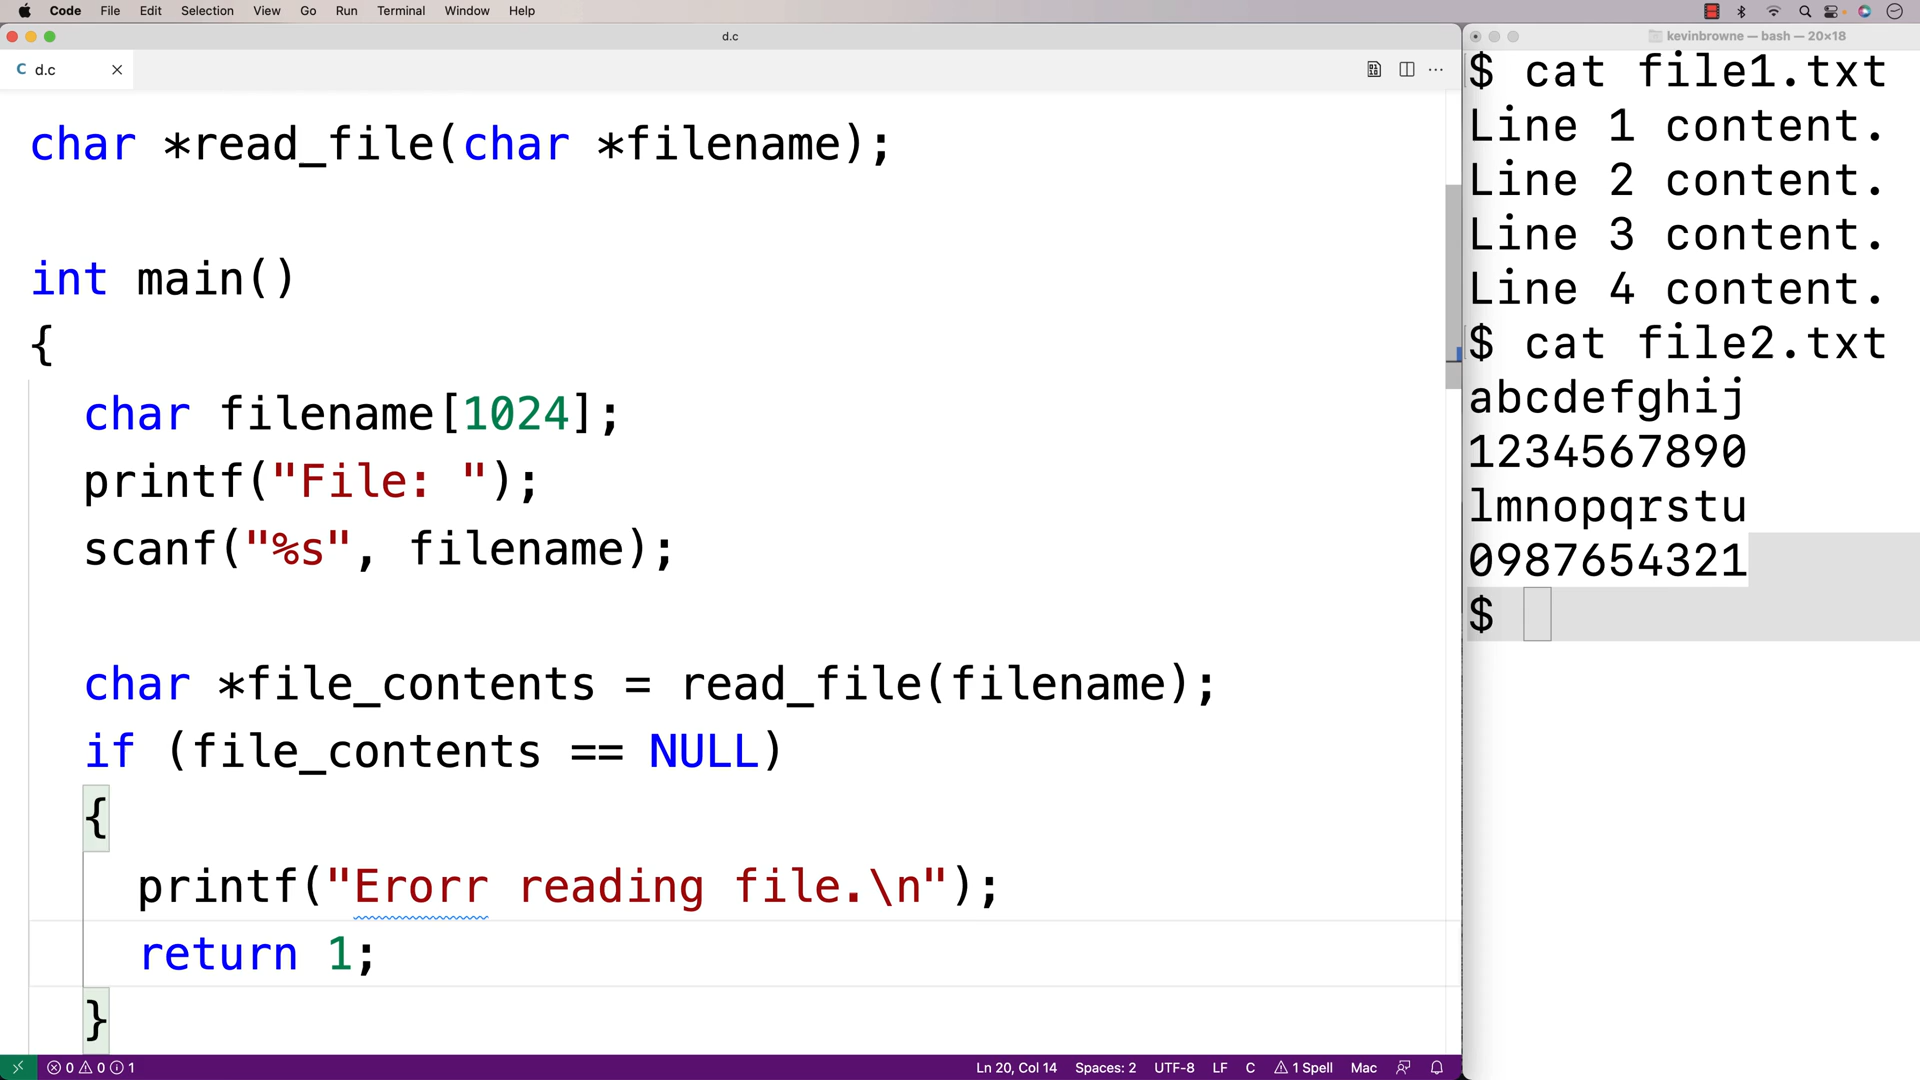 Code File Edit Selection View Go Run Terminal Window Help
d.c
C d.c
char *read_file(char *filename);
int main()
{
char filename[1024];
printf("File: ");
scanf("%s", filename);
char *file_contents = read_file(filename);
if (file_contents == NULL)
{
printf("Erorr reading file.\n");
return 1;
}
0 0 1 Ln 20, Col 14 Spaces: 2 UTF-8 LF C 1 Spell Mac
kevinbrowne — bash — 20×18
$ cat file1.txt
Line 1 content.
Line 2 content.
Line 3 content.
Line 4 content.
$ cat file2.txt
abcdefghij
1234567890
lmnopqrstu
0987654321
$